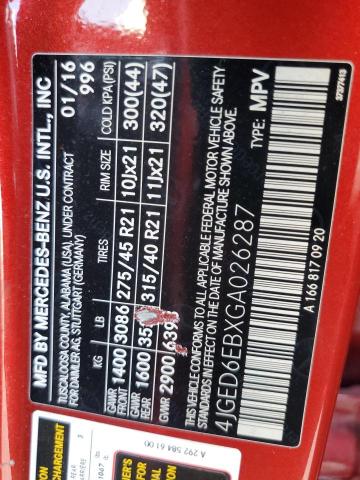 MFD BY MERCEDES-BENZ U.S. INTL., INC
TUSCALOOSA COUNTY, ALABAMA (USA), UNDER CONTRACT
FOR DAIMLER AG, STUTTGART (GERMANY)
01/16
996
KG LB TIRES RIM SIZE COLD KPA(PSI)
GAWR FRONT 1400 3086 275/45 R21 10JX21 300(44)
GAWR REAR 1600 315/40 R21 11JX21 320(47)
GVWR 2900
THIS VEHICLE CONFORMS TO ALL APPLICABLE FEDERAL MOTOR VEHICLE SAFETY
STANDARDS IN EFFECT ON THE DATE OF MANUFACTURE SHOWN ABOVE.
4JGED6EBXGA026287 TYPE: MPV
A 166 817 09 20
37977413
A 292 584 61 00